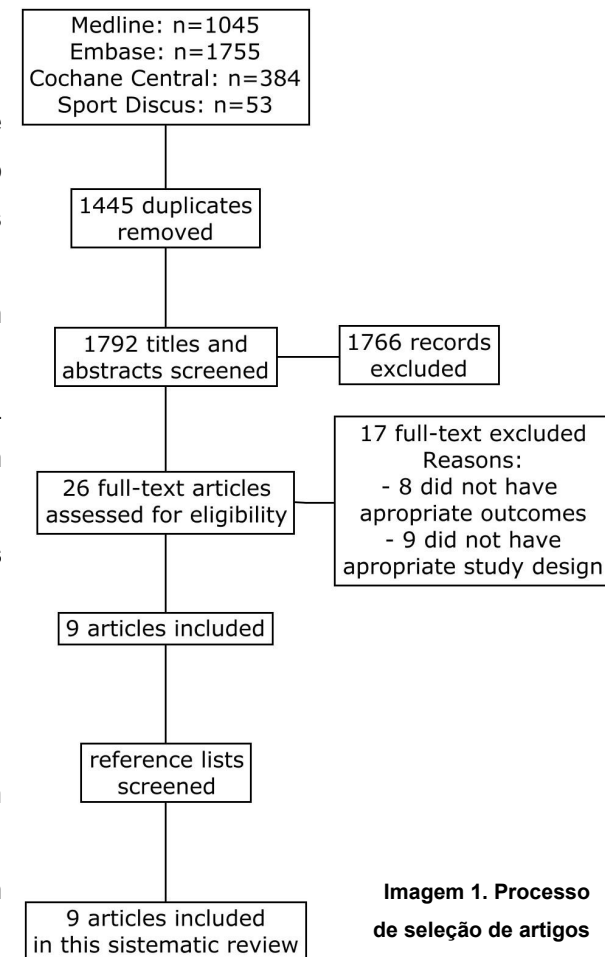 Medline: n=1045
Embase: n=1755
Cochane Central: n=384
Sport Discus: n=53
1445 duplicates
removed
1792 titles and
abstracts screened
1766 records
excluded
26 full-text articles
assessed for eligibility
17 full-text excluded
Reasons:
- 8 did not have
apropriate outcomes
- 9 did not have
apropriate study design
9 articles included
reference lists
screened
9 articles included
in this sistematic review
Imagem 1. Processo
de seleção de artigos